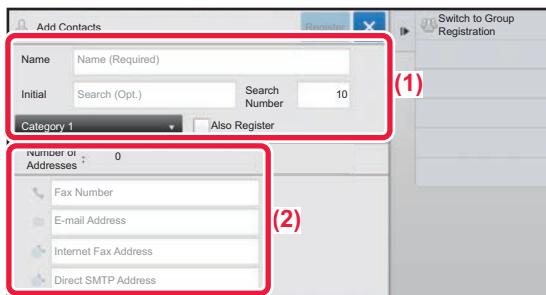 Add Contacts
Register
Switch to Group
Registration
Name
Name (Required)
(1)
Initial
Search (Opt.)
Search
Number
10
Category 1
Also Register
Number of
Addresses
:
0
Fax Number
E-mail Address
(2)
Internet Fax Address
Direct SMTP Address